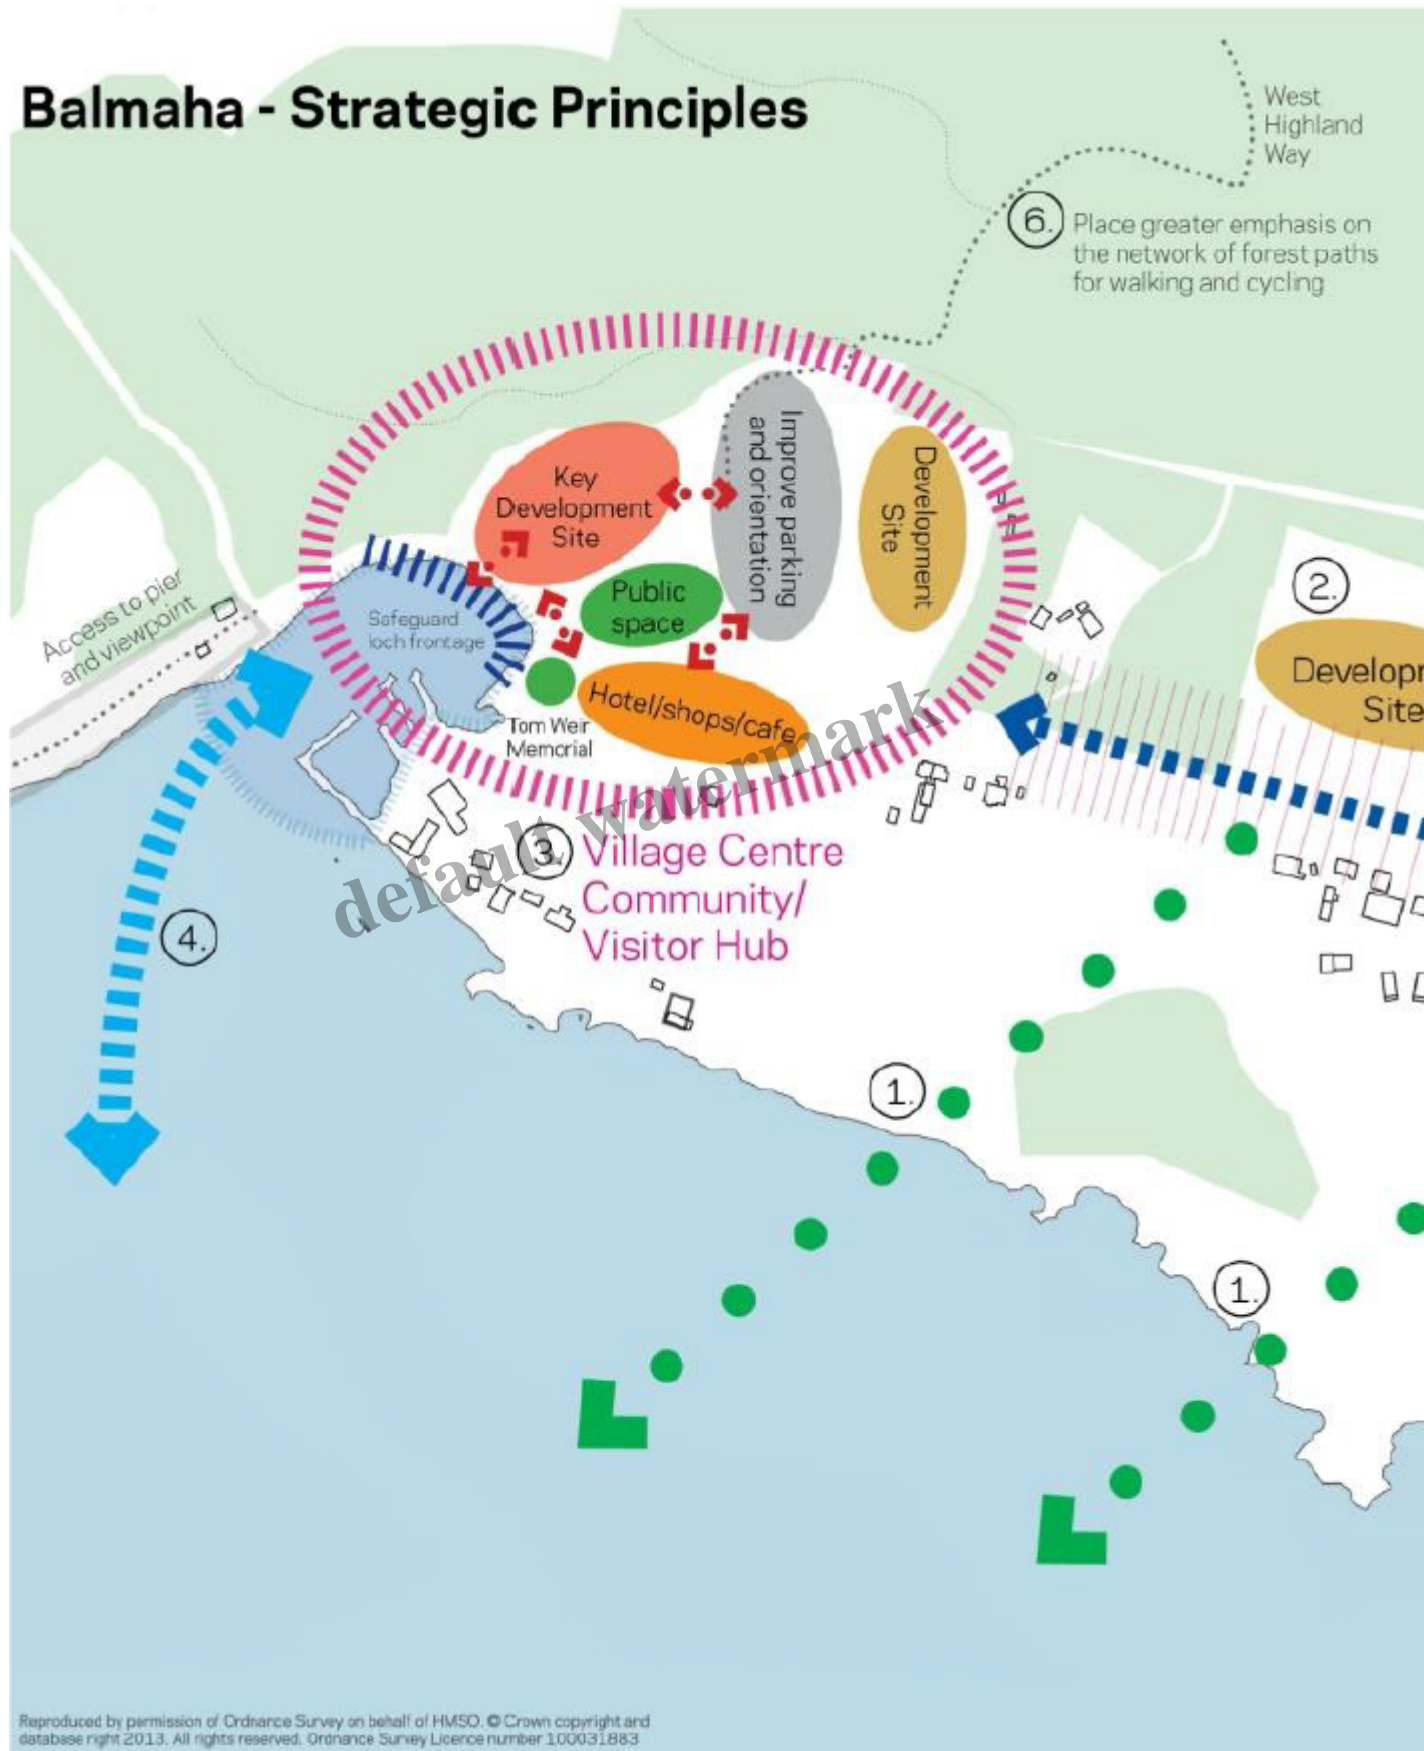 Balmaha - Strategic Principles
West
Highland
Way
6.
Place greater emphasis on
the network of forest paths
for walking and cycling
Key
Development
Site
Improve parking
and orientation
Development
Site
Public
space
Access to pier
and viewpoint
Safeguard
loch frontage
2.
Developr
Site
Hotel/shops/cafe
Tom Weir
Memorial
default watermark
3.
Village Centre
Community/
Visitor Hub
4.
1.
1.
Reproduced by permission of Ordnance Survey on behalf of HMSO. © Crown copyright and
database right 2013. All rights reserved. Ordnance Survey Licence number 100031883